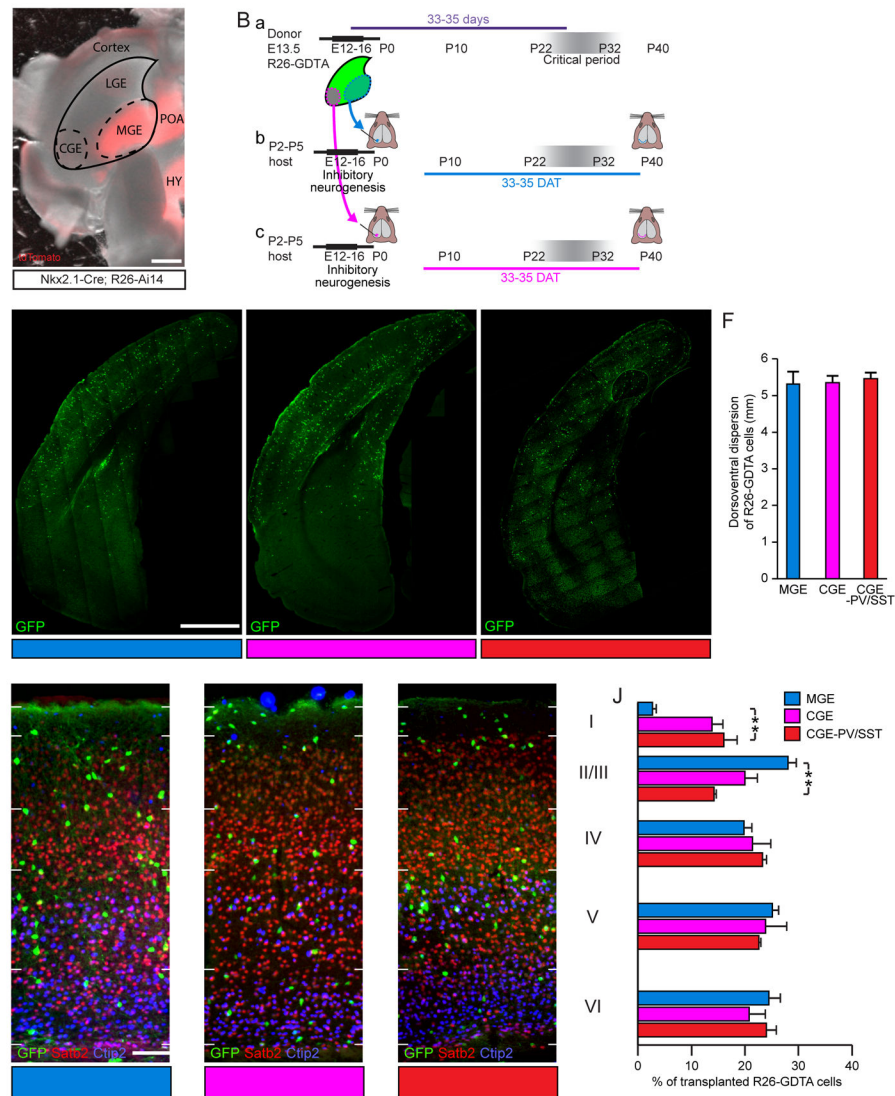 Cortex
LGE
MGE
POA
CGE
HY
tdTomato
Nkx2.1-Cre; R26-Ai14
B
a
33-35 days
Donor
E13.5
R26-GDTA
E12-16
P0
P10
P22
P32
P40
Critical period
b
P2-P5
host
E12-16
P0
P10
P22
P32
P40
Inhibitory
neurogenesis
33-35 DAT
c
P2-P5
host
E12-16
P0
P10
P22
P32
P40
Inhibitory
neurogenesis
33-35 DAT
GFP
GFP
GFP
F
Dorsoventral dispersion
of R26-GDTA cells (mm)
6
5
4
3
2
1
0
MGE
CGE
CGE
-PV/SST
GFP Satb2 Ctip2
GFP Satb2 Ctip2
GFP Satb2 Ctip2
J
MGE
CGE
CGE-PV/SST
I
**
II/III
**
IV
V
VI
0
10
20
30
40
% of transplanted R26-GDTA cells